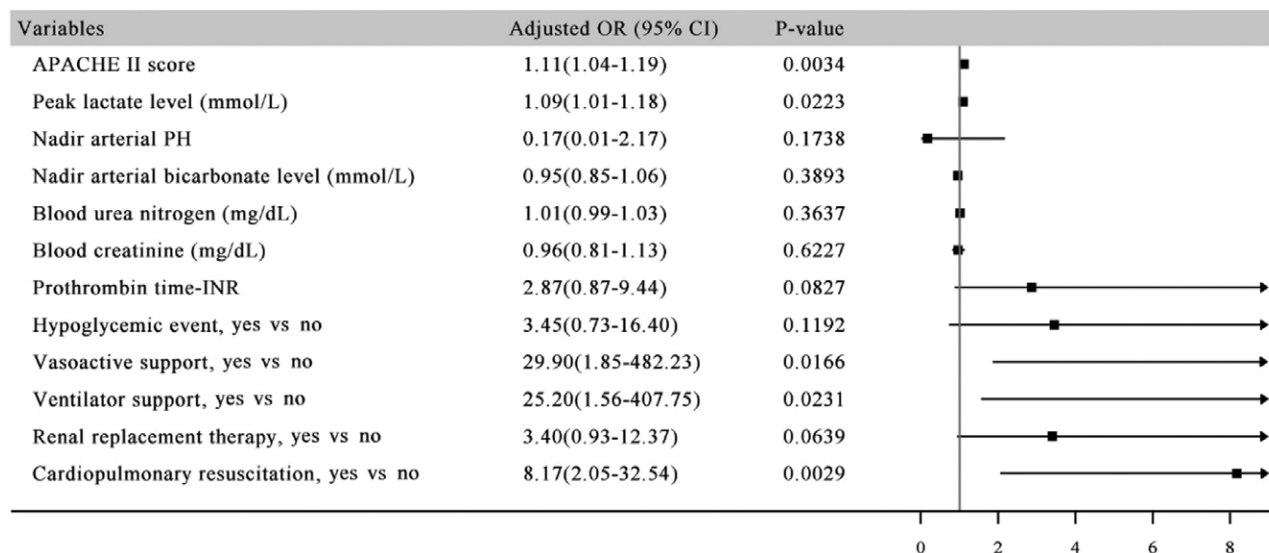 Variables Adjusted OR (95% CI) P-value
APACHE II score 1.11(1.04-1.19) 0.0034
Peak lactate level (mmol/L) 1.09(1.01-1.18) 0.0223
Nadir arterial PH 0.17(0.01-2.17) 0.1738
Nadir arterial bicarbonate level (mmol/L) 0.95(0.85-1.06) 0.3893
Blood urea nitrogen (mg/dL) 1.01(0.99-1.03) 0.3637
Blood creatinine (mg/dL) 0.96(0.81-1.13) 0.6227
Prothrombin time-INR 2.87(0.87-9.44) 0.0827
Hypoglycemic event, yes vs no 3.45(0.73-16.40) 0.1192
Vasoactive support, yes vs no 29.90(1.85-482.23) 0.0166
Ventilator support, yes vs no 25.20(1.56-407.75) 0.0231
Renal replacement therapy, yes vs no 3.40(0.93-12.37) 0.0639
Cardiopulmonary resuscitation, yes vs no 8.17(2.05-32.54) 0.0029
0 2 4 6 8